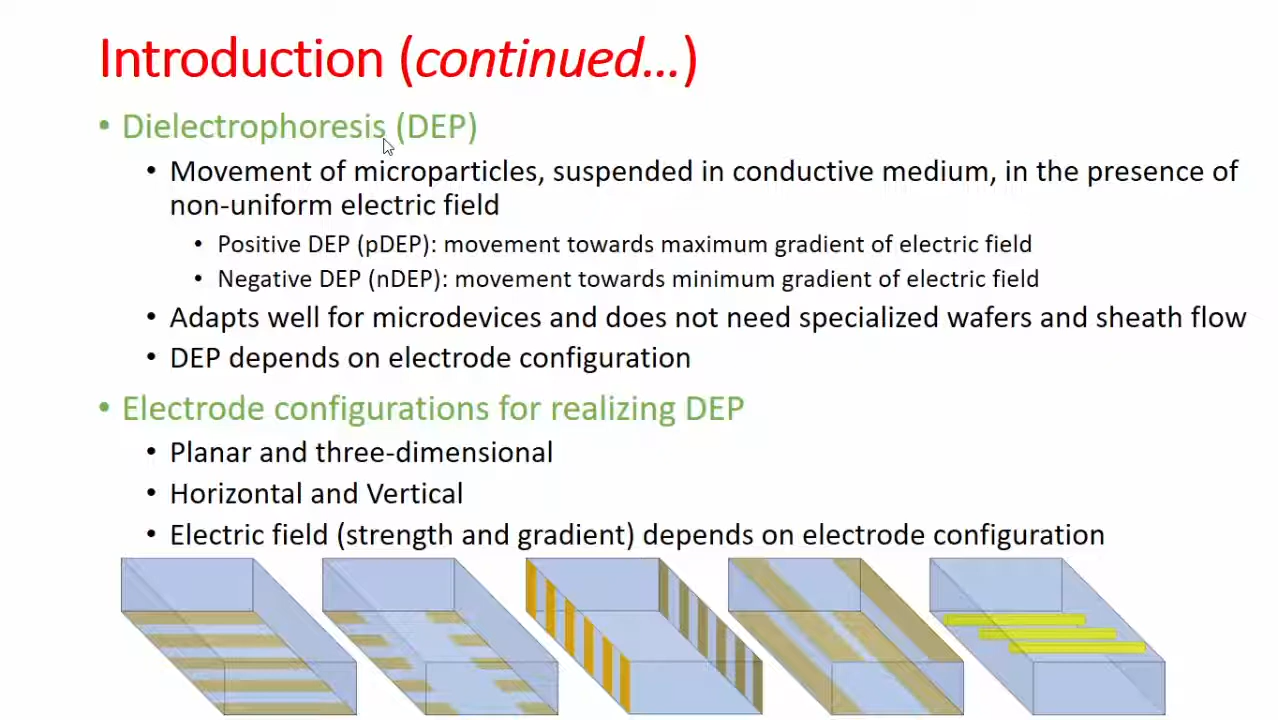 Introduction (continued...)
• Dielectrophoresis (DEP)
• Movement of microparticles, suspended in conductive medium, in the presence of
non-uniform electric field
• Positive DEP (pDEP): movement towards maximum gradient of electric field
• Negative DEP (nDEP): movement towards minimum gradient of electric field
• Adapts well for microdevices and does not need specialized wafers and sheath flow
• DEP depends on electrode configuration
• Electrode configurations for realizing DEP
• Planar and three-dimensional
• Horizontal and Vertical
• Electric field (strength and gradient) depends on electrode configuration